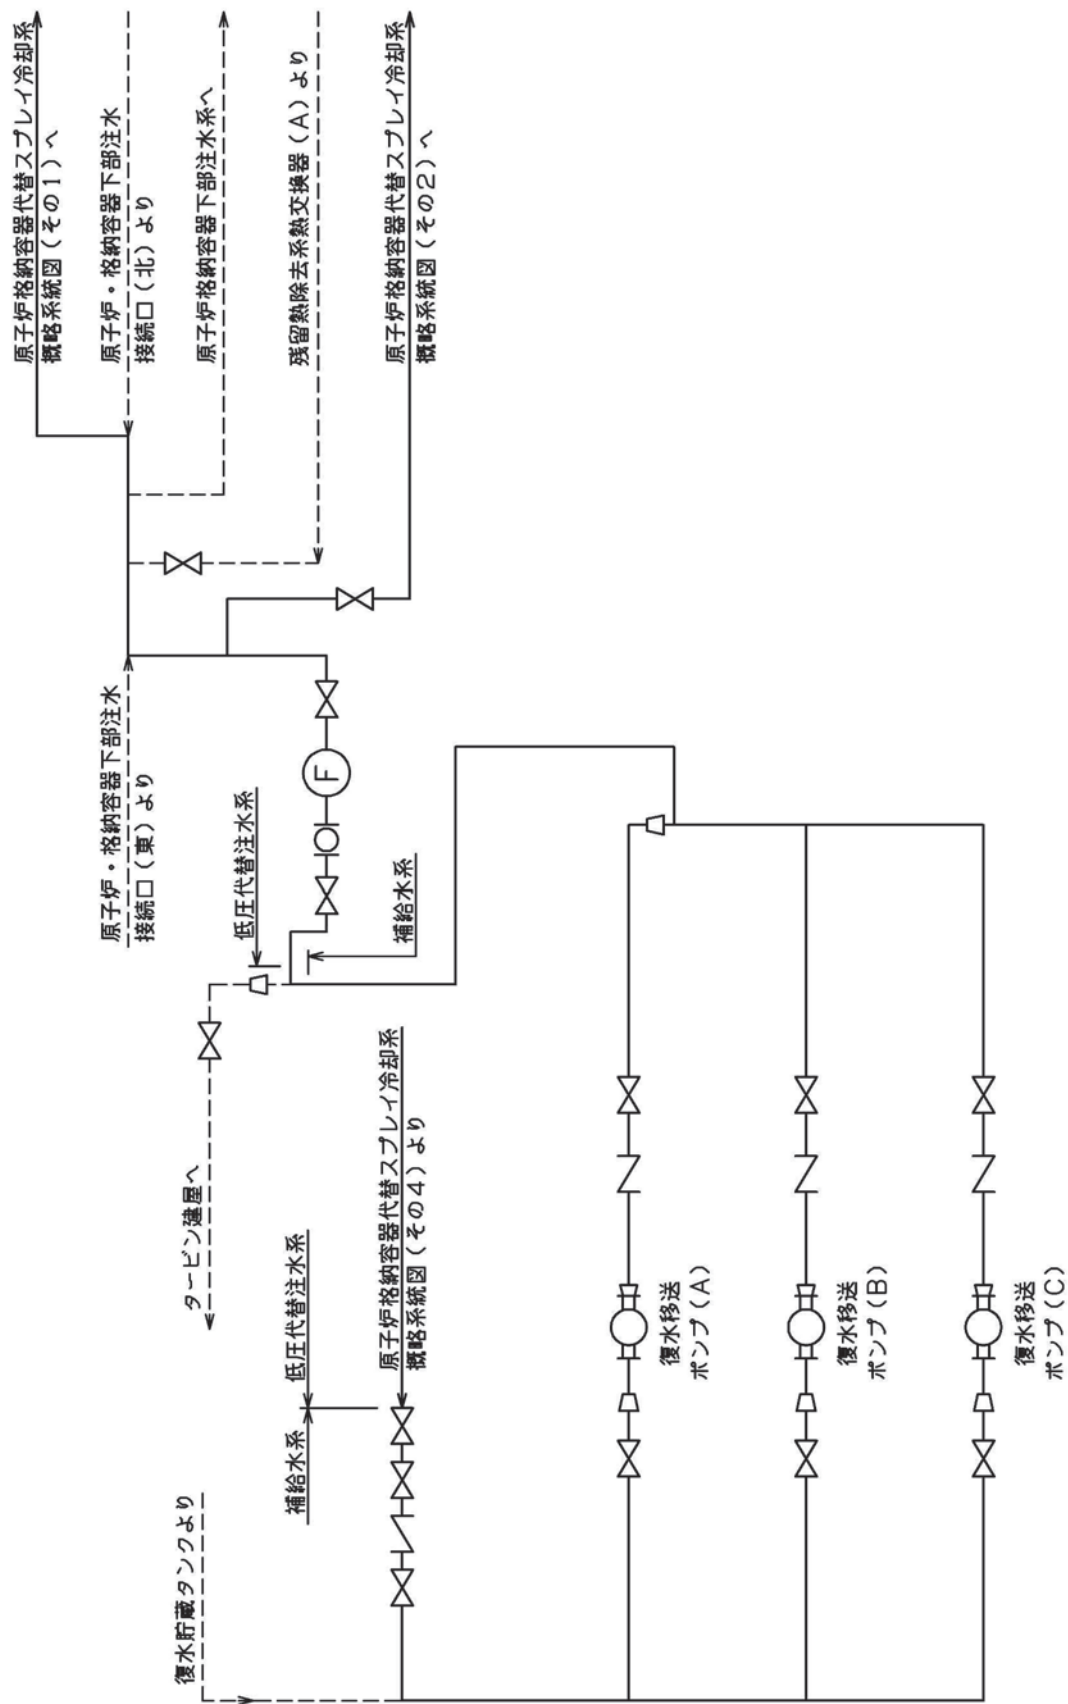 原子炉格納容器代替スプレイ冷却系
概略系統図（その１）へ
原子炉・格納容器下部注水
接続口（北）より
原子炉格納容器下部注水系へ
残留熱除去系熱交換器（Ａ）より
原子炉格納容器代替スプレイ冷却系
概略系統図（その２）へ
原子炉・格納容器下部注水
接続口（東）より
低圧代替注水系
F
補給水系
タービン建屋へ
低圧代替注水系
補給水系
原子炉格納容器代替スプレイ冷却系
概略系統図（その４）より
復水貯蔵タンクより
復水移送
ポンプ（Ａ）
復水移送
ポンプ（Ｂ）
復水移送
ポンプ（Ｃ）